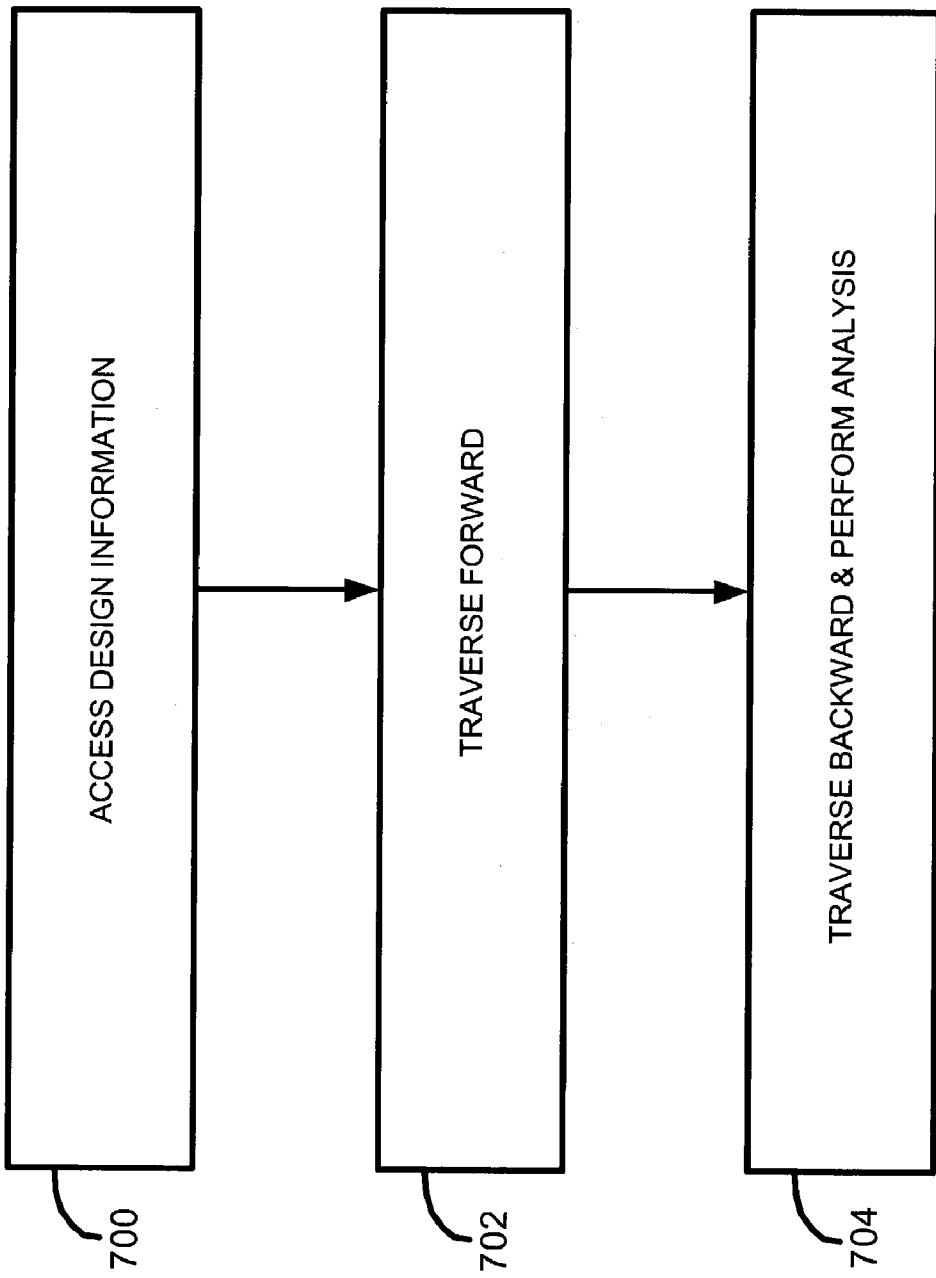 700
ACCESS DESIGN INFORMATION
702
TRAVERSE FORWARD
704
TRAVERSE BACKWARD & PERFORM ANALYSIS